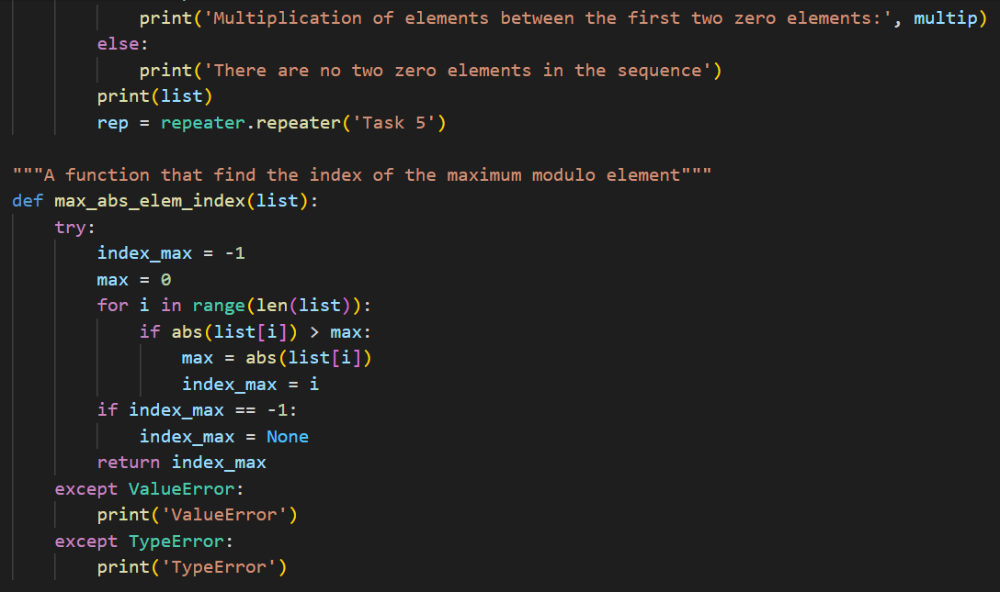 print('Multiplication of elements between the first two zero elements:', multip)
        else:
            print('There are no two zero elements in the sequence')
        print(list)
        rep = repeater.repeater('Task 5')

"""A function that find the index of the maximum modulo element"""
def max_abs_elem_index(list):
    try:
        index_max = -1
        max = 0
        for i in range(len(list)):
            if abs(list[i]) > max:
                max = abs(list[i])
                index_max = i
        if index_max == -1:
            index_max = None
        return index_max
    except ValueError:
        print('ValueError')
    except TypeError:
        print('TypeError')